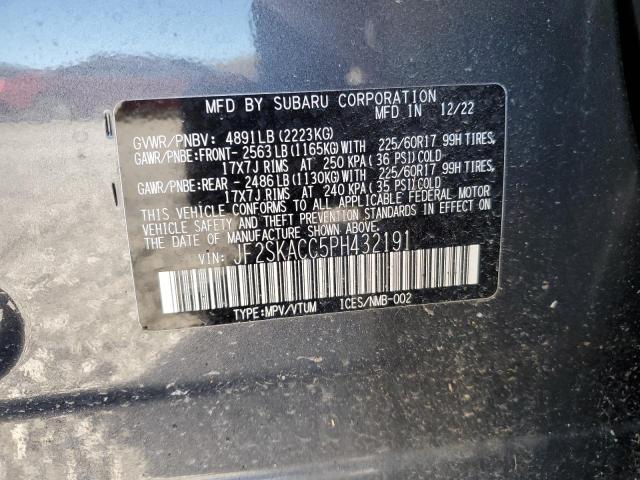 MFD BY SUBARU CORPORATION
MFD IN 12/22
GVWR/PNBV: 4891LB (2223KG)
GAWR/PNBE:FRONT- 2563LB(1165KG)WITH 225/60R17 99H TIRES,
17X7J RIMS AT 250 KPA(36 PSI)COLD
GAWR/PNBE:REAR - 2486LB(1130KG)WITH 225/60R17 99H TIRES,
17X7J RIMS AT 240 KPA(35 PSI)COLD
THIS VEHICLE CONFORMS TO ALL APPLICABLE FEDERAL MOTOR
VEHICLE SAFETY AND THEFT PREVENTION STANDARDS IN
EFFECT ON THE DATE OF MANUFACTURE SHOWN ABOVE.
VIN: JF2SKACC5PH432191
TYPE:MPV/VTUM ICES/NMB-002